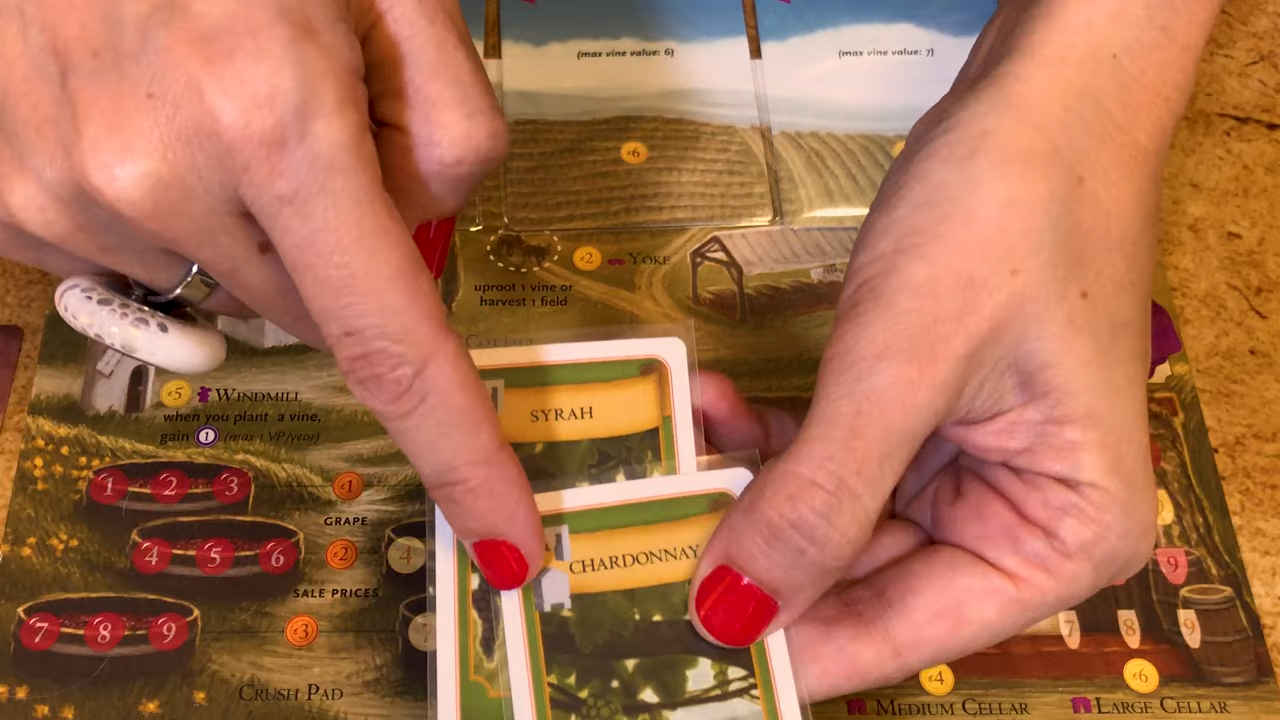 (max vine value: 6)
(max vine value: 7)
6
2 YOKE
uproot 1 vine or
harvest 1 field
5 WINDMILL
when you plant a vine,
gain 1 (max 1 VP/year)
SYRAH
CHARDONNAY
1 2 3
1
GRAPE
4 5 6
2
4
SALE PRICES
7 8 9
3
7
CRUSH PAD
9
7 8 9
4
6
MEDIUM CELLAR
LARGE CELLAR